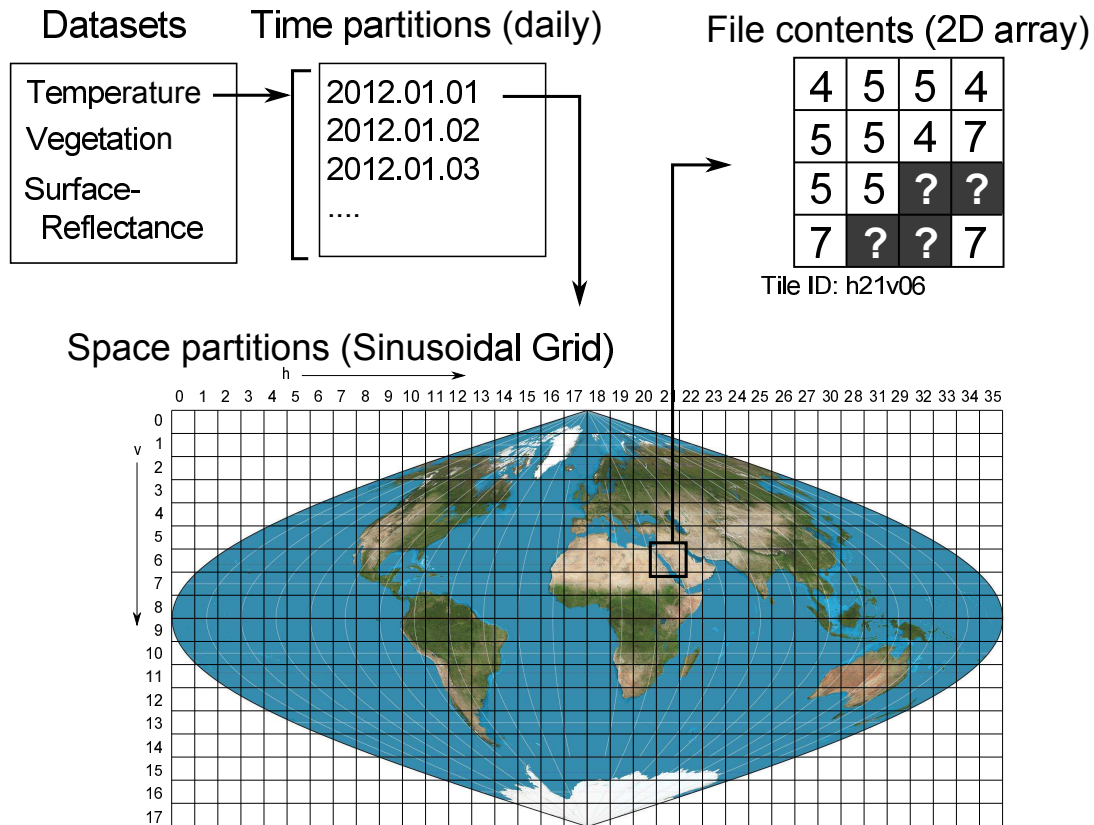 Datasets
Time partitions (daily)
File contents (2D array)
Temperature
Vegetation
Surface-
Reflectance
2012.01.01
2012.01.02
2012.01.03
....
4 5 5 4
5 5 4 7
5 5 ? ?
7 ? ? 7
Tile ID: h21v06
Space partitions (Sinusoidal Grid)
h
0 1 2 3 4 5 6 7 8 9 10 11 12 13 14 15 16 17 18 19 20 21 22 23 24 25 26 27 30 28 31 29 32 33 34 35
v
0
1
2
3
4
5
6
7
8
9
10
11
12
13
14
15
16
17